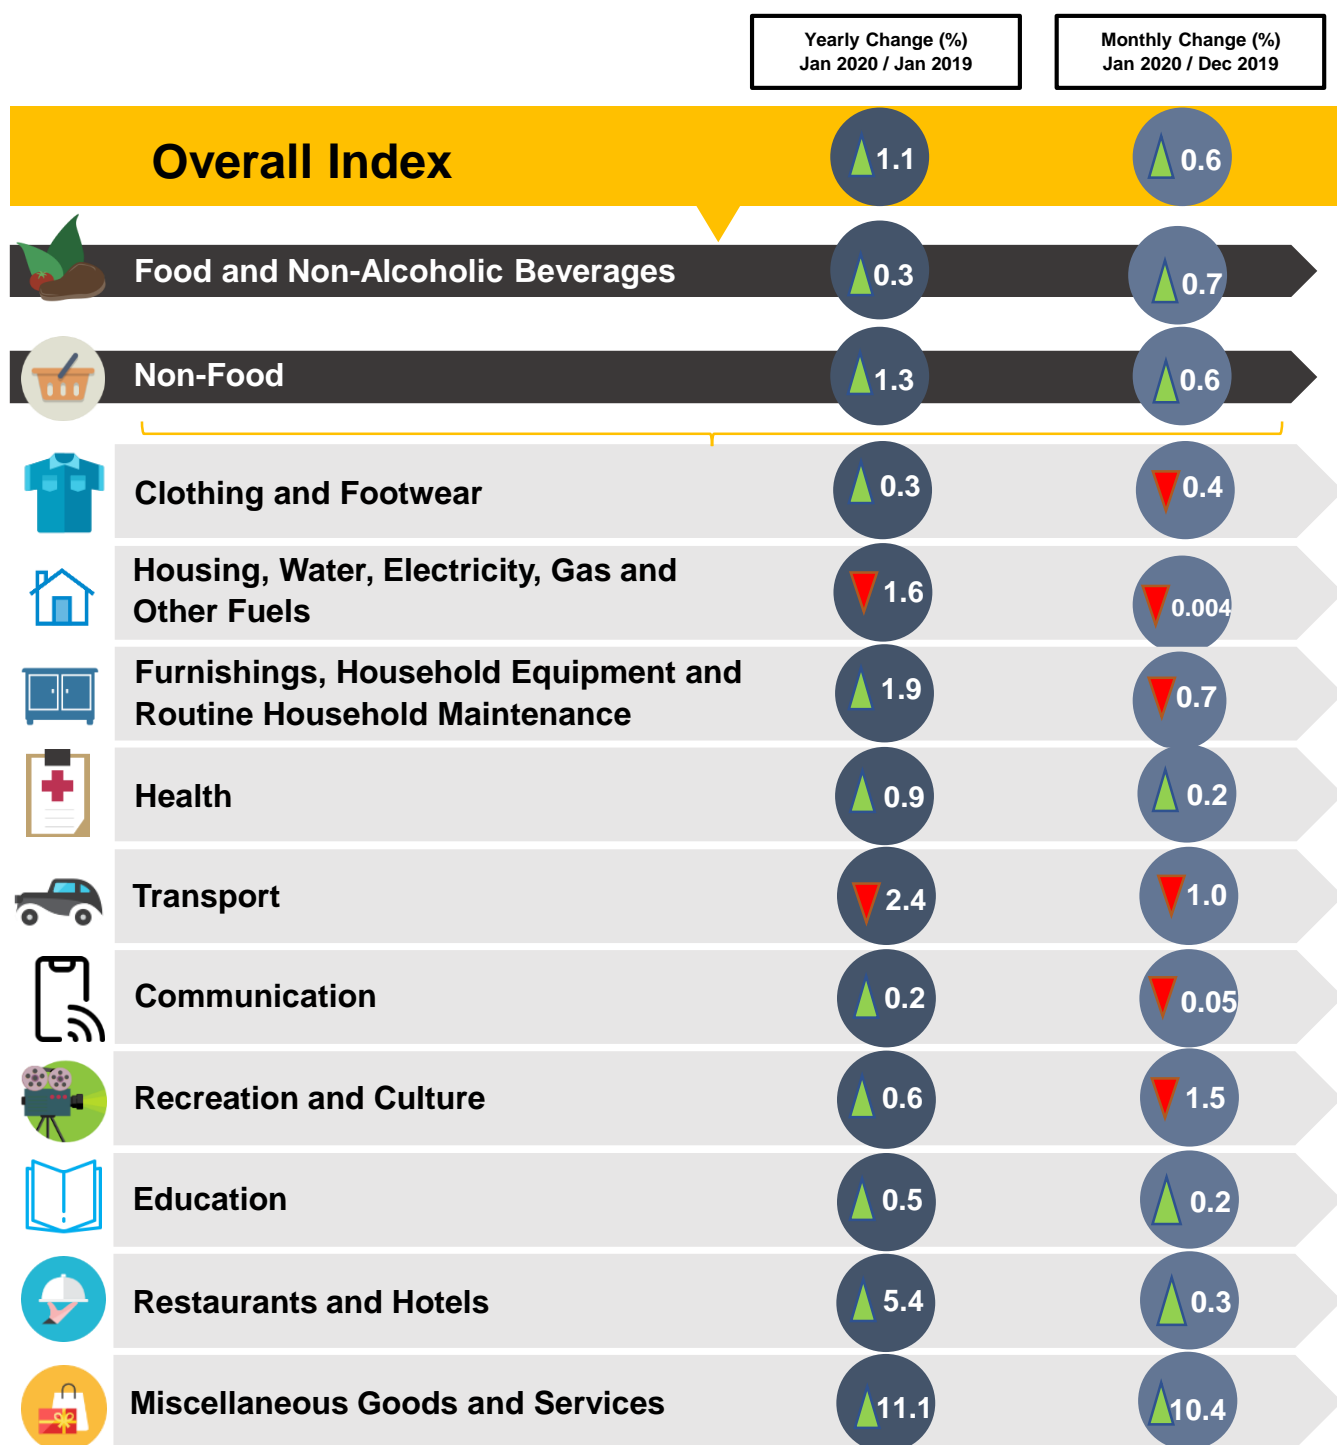 Yearly Change (%)
Jan 2020 / Jan 2019
Monthly Change (%)
Jan 2020 / Dec 2019
Overall Index
1.1
0.6
Food and Non-Alcoholic Beverages
0.3
0.7
Non-Food
1.3
0.6
Clothing and Footwear
0.3
0.4
Housing, Water, Electricity, Gas and
Other Fuels
1.6
0.004
Furnishings, Household Equipment and
Routine Household Maintenance
1.9
0.7
Health
0.9
0.2
Transport
2.4
1.0
Communication
0.2
0.05
Recreation and Culture
0.6
1.5
Education
0.5
0.2
Restaurants and Hotels
5.4
0.3
Miscellaneous Goods and Services
11.1
10.4